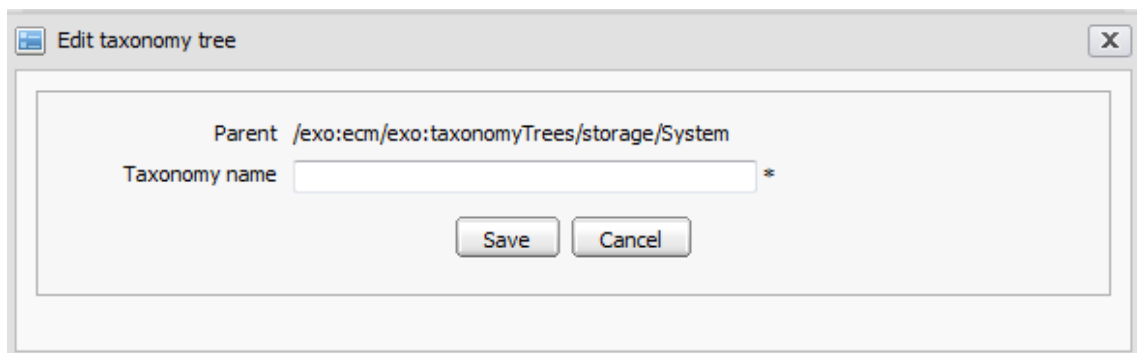 Edit taxonomy tree X
Parent /exo:ecm/exo:taxonomyTrees/storage/System
Taxonomy name *
Save Cancel